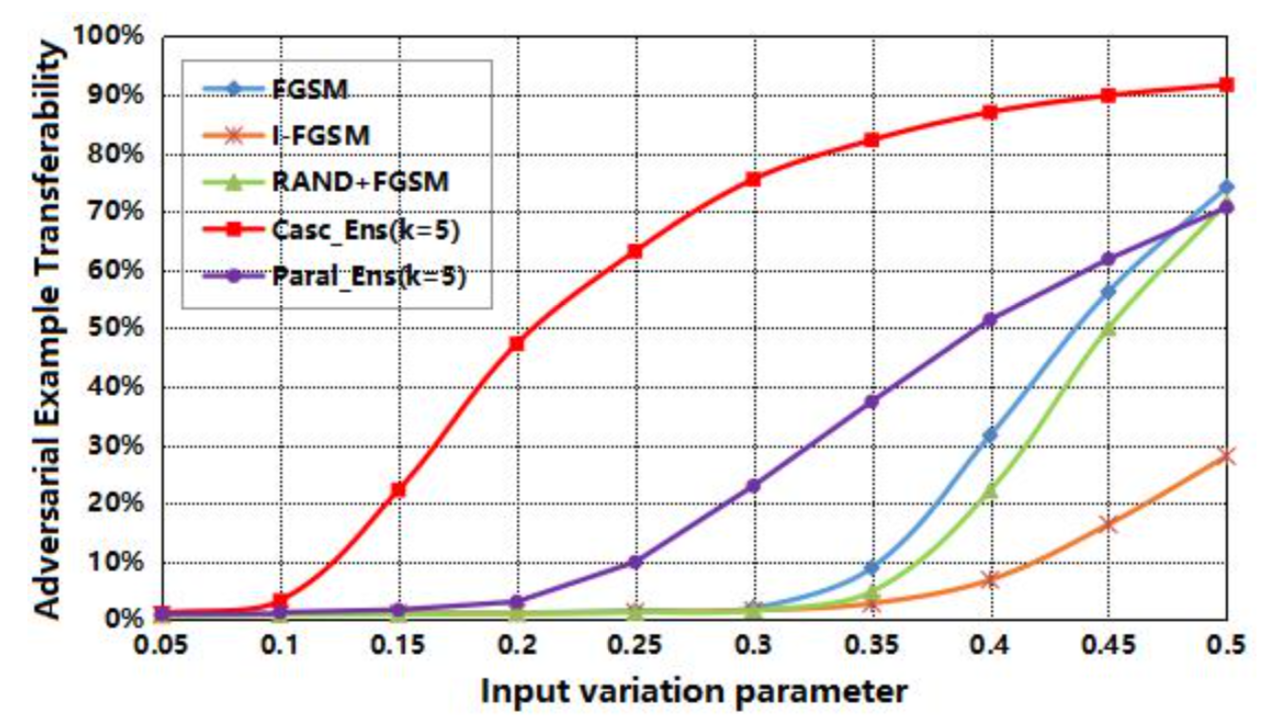 Adversarial Example Transferability
100%
90%
80%
70%
60%
50%
40%
30%
20%
10%
0%
FGSM
I-FGSM
RAND+FGSM
Casc_Ens(k=5)
Paral_Ens(k=5)
0.05 0.1 0.15 0.2 0.25 0.3 0.35 0.4 0.45 0.5
Input variation parameter